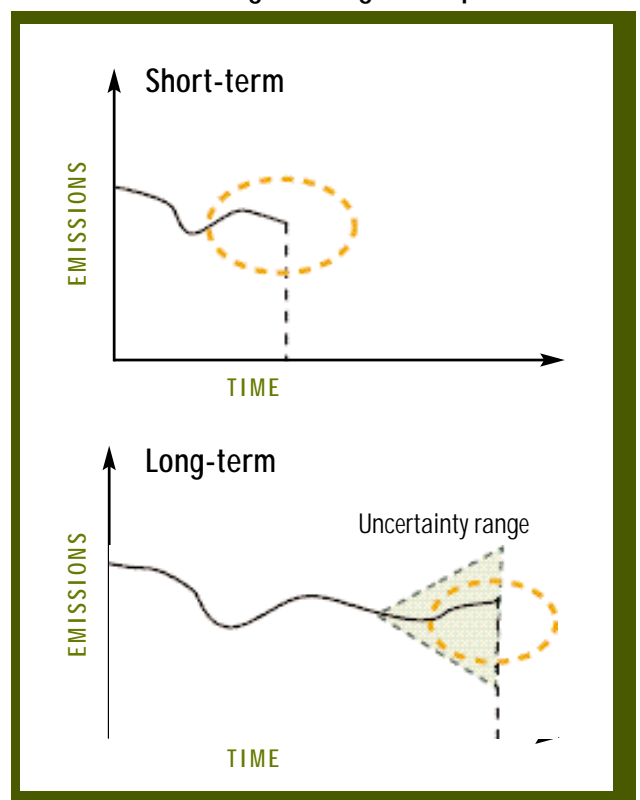 Short-term
EMISSIONS
TIME
Long-term
Uncertainty range
EMISSIONS
TIME